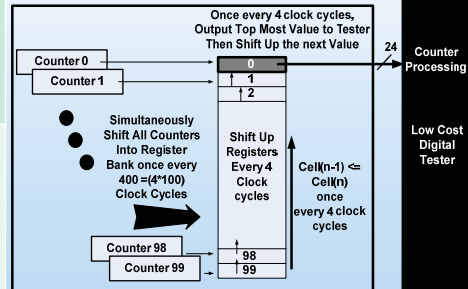 Once every 4 clock cycles,
Output Top Most Value to Tester
Then Shift Up the next Value
24
Counter 0
Counter 1
0
1
2
Counter
Processing
Simultaneously
Shift All Counters
Into Register
Bank once every
400 =(4*100)
Clock Cycles
Shift Up
Registers
Every 4
Clock
cycles
Cell(n-1) <=
Cell(n)
once
every 4 clock
cycles
Low Cost
Digital
Tester
Counter 98
Counter 99
98
99